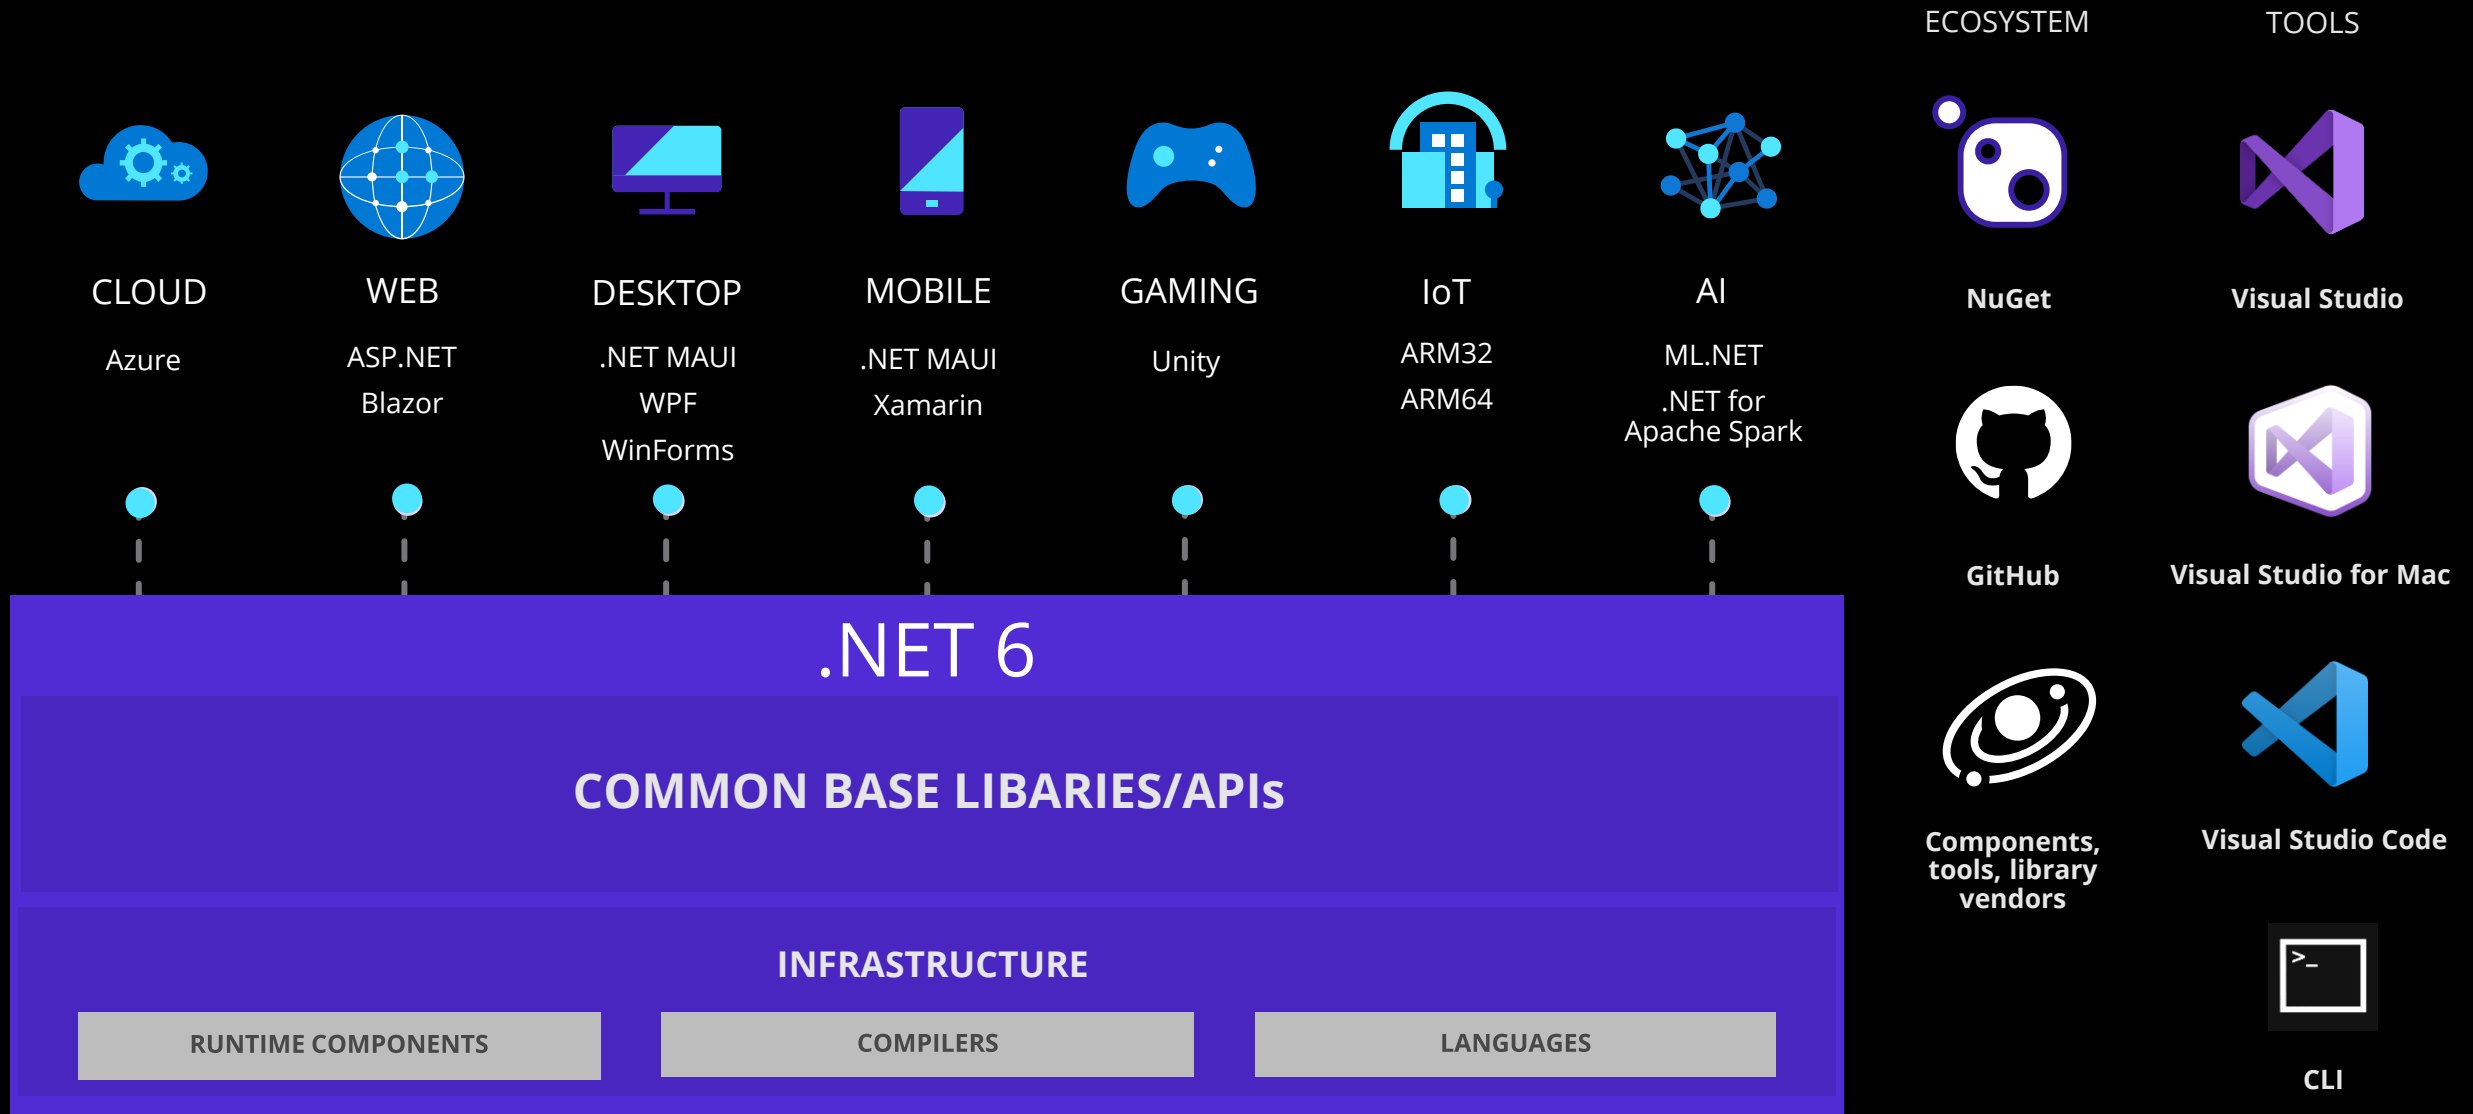 ECOSYSTEM
TOOLS
CLOUD
Azure
WEB
ASP.NET
Blazor
DESKTOP
.NET MAUI
WPF
WinForms
MOBILE
.NET MAUI
Xamarin
GAMING
Unity
IoT
ARM32
ARM64
AI
ML.NET
.NET for
Apache Spark
NuGet
GitHub
Components,
tools, library
vendors
Visual Studio
Visual Studio for Mac
Visual Studio Code
>_
CLI
.NET 6
COMMON BASE LIBARIES/APIs
INFRASTRUCTURE
RUNTIME COMPONENTS
COMPILERS
LANGUAGES